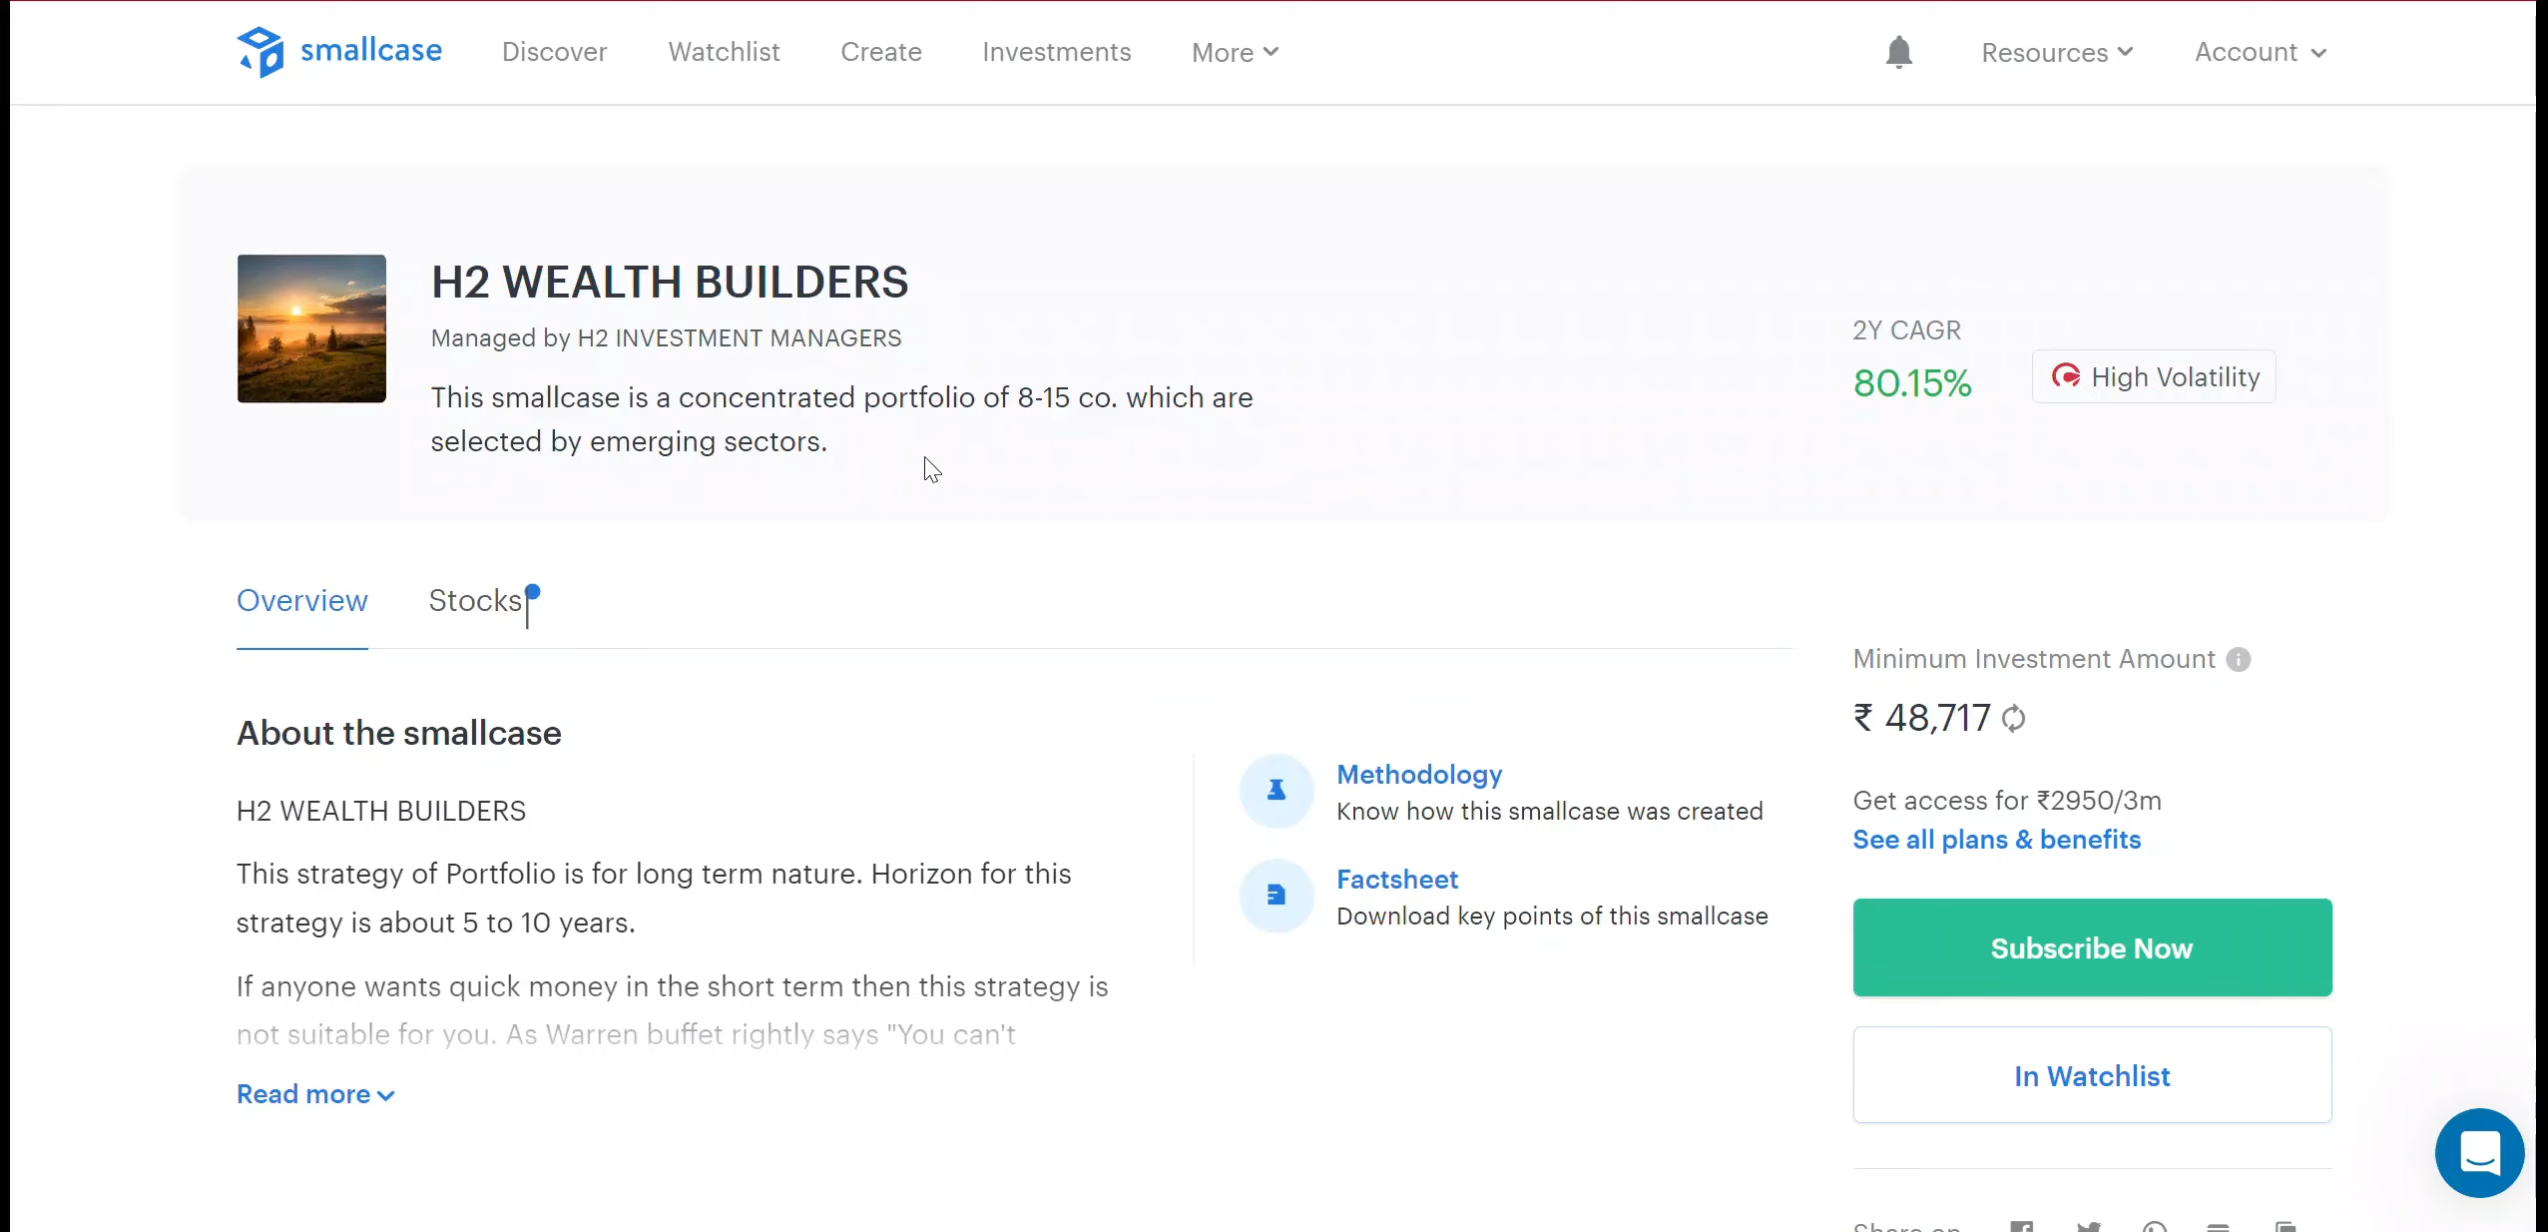 smallcase Discover Watchlist Create Investments More Resources Account
H2 WEALTH BUILDERS
Managed by H2 INVESTMENT MANAGERS
This smallcase is a concentrated portfolio of 8-15 co. which are
selected by emerging sectors.
2Y CAGR
80.15%
High Volatility
Overview Stocks
About the smallcase
H2 WEALTH BUILDERS
This strategy of Portfolio is for long term nature. Horizon for this
strategy is about 5 to 10 years.
If anyone wants quick money in the short term then this strategy is
not suitable for you. As Warren buffet rightly says "You can't
Read more
Methodology
Know how this smallcase was created
Factsheet
Download key points of this smallcase
Minimum Investment Amount
₹ 48,717
Get access for ₹2950/3m
See all plans & benefits
Subscribe Now
In Watchlist
Share on